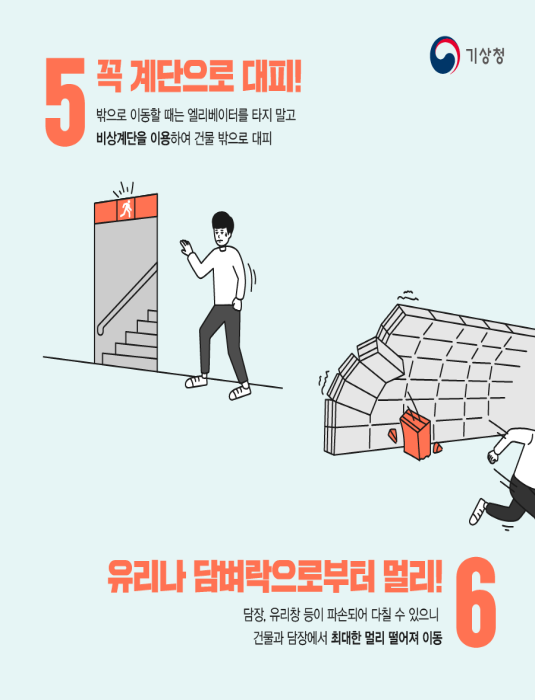 기상청
5 꼭 계단으로 대피!
밖으로 이동할 때는 엘리베이터를 타지 말고
비상계단을 이용하여 건물 밖으로 대피
유리나 담벼락으로부터 멀리! 6
담장, 유리창 등이 파손되어 다칠 수 있으니
건물과 담장에서 최대한 멀리 떨어져 이동